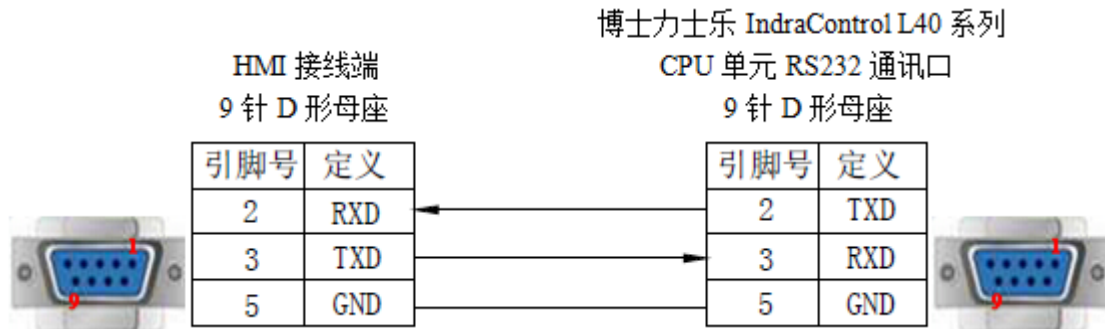 博士力士乐 IndraControl L40 系列
HMI 接线端 CPU 单元 RS232 通讯口
9 针 D 形母座 9 针 D 形母座
引脚号 定义 引脚号 定义
2 RXD 2 TXD
1 3 TXD 3 RXD 1
9 5 GND 5 GND 9